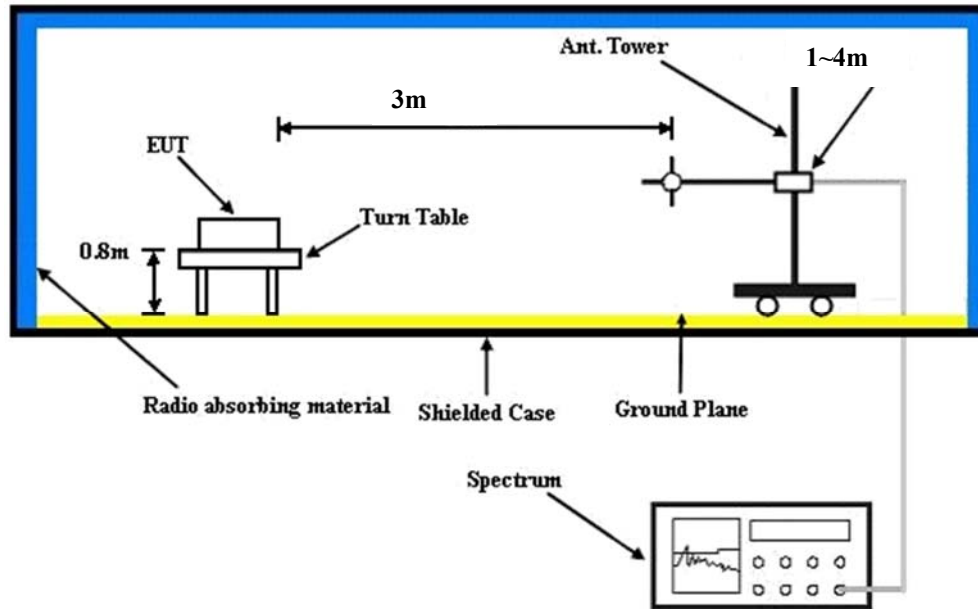 Ant. Tower
1~4m
3m
EUT
Turn Table
0.8m
Radio absorbing material
Shielded Case
Ground Plane
Spectrum